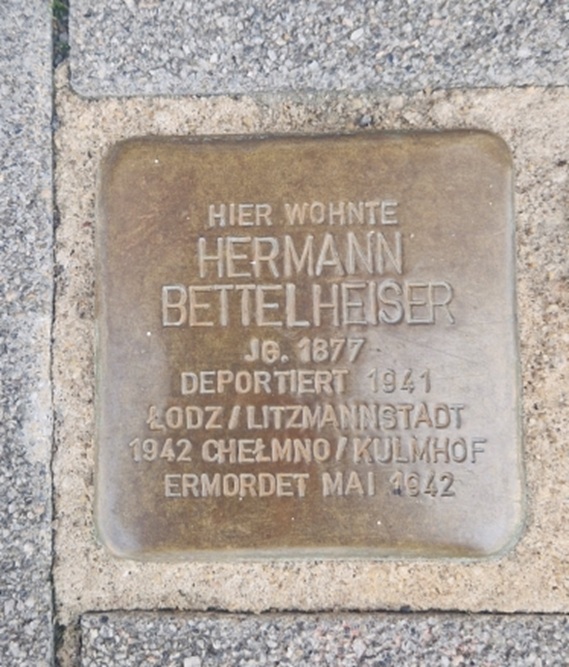 HIER WOHNTE
HERMANN
BETTELHEISER
JG. 1877
DEPORTIERT 1941
ŁODZ/LITZMANNSTADT
1942 CHEŁMNO/KULMHOF
ERMORDET MAI 1942